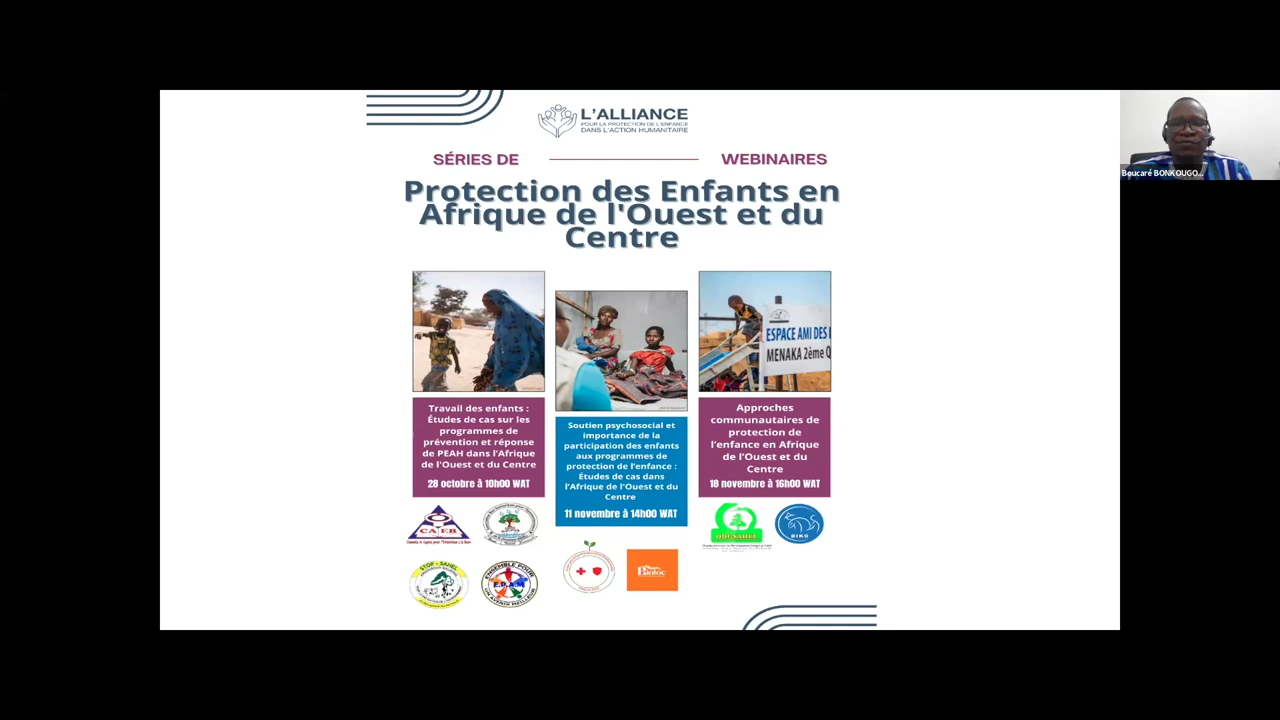 L'ALLIANCE
POUR LA PROTECTION DE L'ENFANCE
DANS L'ACTION HUMANITAIRE
SÉRIES DE
WEBINAIRES
Protection des Enfants en
Afrique de l'Ouest et du
Centre
ESPACE AMI DES
MENAKA 2ème Q
Travail des enfants :
Études de cas sur les
programmes de
prévention et réponse
de PEAH dans l'Afrique
de l'Ouest et du Centre
28 octobre à 10h00 WAT
Soutien psychosocial et
importance de la
participation des enfants
aux programmes de
protection de l'enfance :
Études de cas dans
l'Afrique de l'Ouest et du
Centre
11 novembre à 14h00 WAT
Approches
communautaires de
protection de
l'enfance en Afrique
de l'Ouest et du
Centre
18 novembre à 16h00 WAT
CAEB
STOP - SAHEL
ENSEMBLE POUR
E.P.A.M
UN AVENIR MEILLEUR
BIKO
Boucaré BONKOUGO...